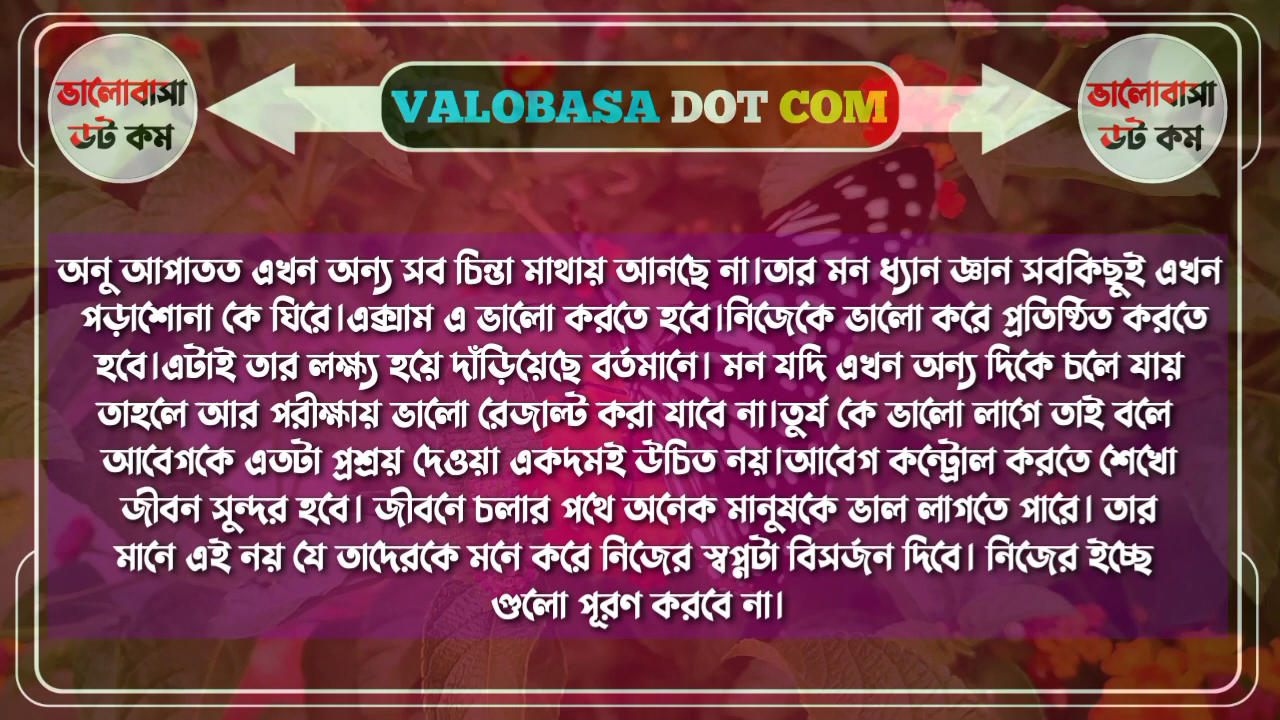 ভালোবাসা
ডট কম
VALOBASA DOT COM
ভালোবাসা
ডট কম
অনু আপাতত এখন অন্য সব চিন্তা মাথায় আনছে না।তার মন ধ্যান জ্ঞান সবকিছুই এখন
পড়াশোনা কে ঘিরে।এক্সাম এ ভালো করতে হবে।নিজেকে ভালো করে প্রতিষ্ঠিত করতে
হবে।এটাই তার লক্ষ্য হয়ে দাঁড়িয়েছে বর্তমানে। মন যদি এখন অন্য দিকে চলে যায়
তাহলে আর পরীক্ষায় ভালো রেজাল্ট করা যাবে না।তুর্য কে ভালো লাগে তাই বলে
আবেগকে এতটা প্রশ্রয় দেওয়া একদমই উচিত নয়।আবেগ কন্ট্রোল করতে শেখো
জীবন সুন্দর হবে। জীবনে চলার পথে অনেক মানুষকে ভাল লাগতে পারে। তার
মানে এই নয় যে তাদেরকে মনে করে নিজের স্বপ্নটা বিসর্জন দিবে। নিজের ইচ্ছে
গুলো পূরণ করবে না।